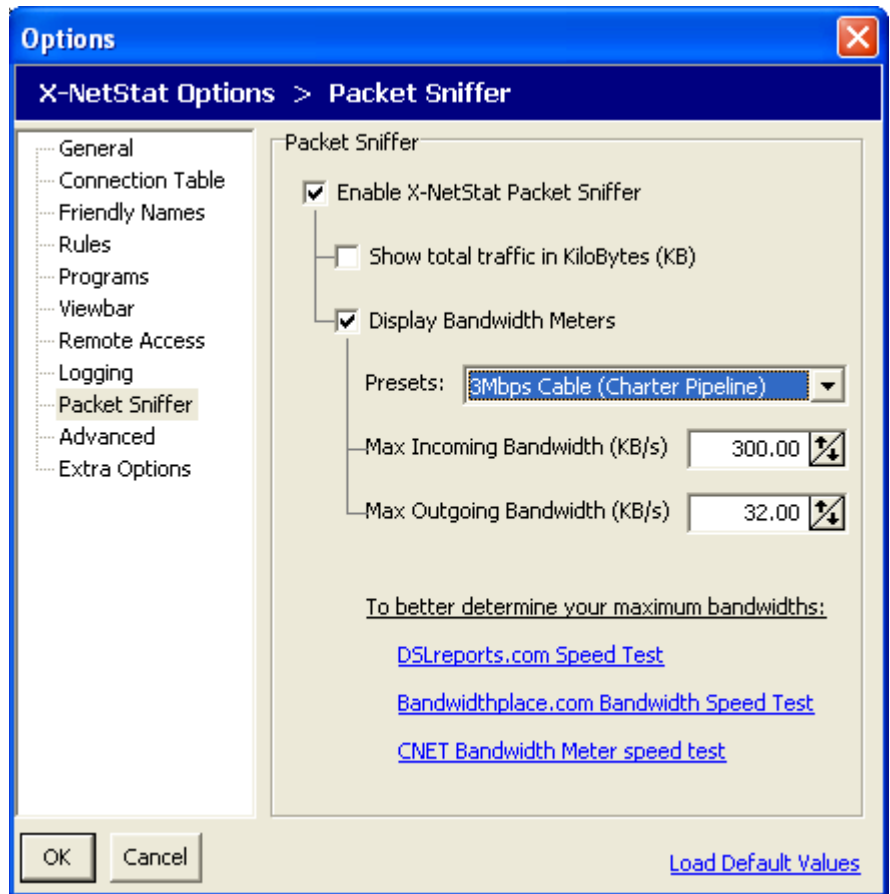 Options
X-NetStat Options > Packet Sniffer
General
Connection Table
Friendly Names
Rules
Programs
Viewbar
Remote Access
Logging
Packet Sniffer
Advanced
Extra Options
Packet Sniffer
Enable X-NetStat Packet Sniffer
Show total traffic in KiloBytes (KB)
Display Bandwidth Meters
Presets: 3Mbps Cable (Charter Pipeline)
Max Incoming Bandwidth (KB/s) 300.00
Max Outgoing Bandwidth (KB/s) 32.00
To better determine your maximum bandwidths:
DSLreports.com Speed Test
Bandwidthplace.com Bandwidth Speed Test
CNET Bandwidth Meter speed test
OK Cancel Load Default Values